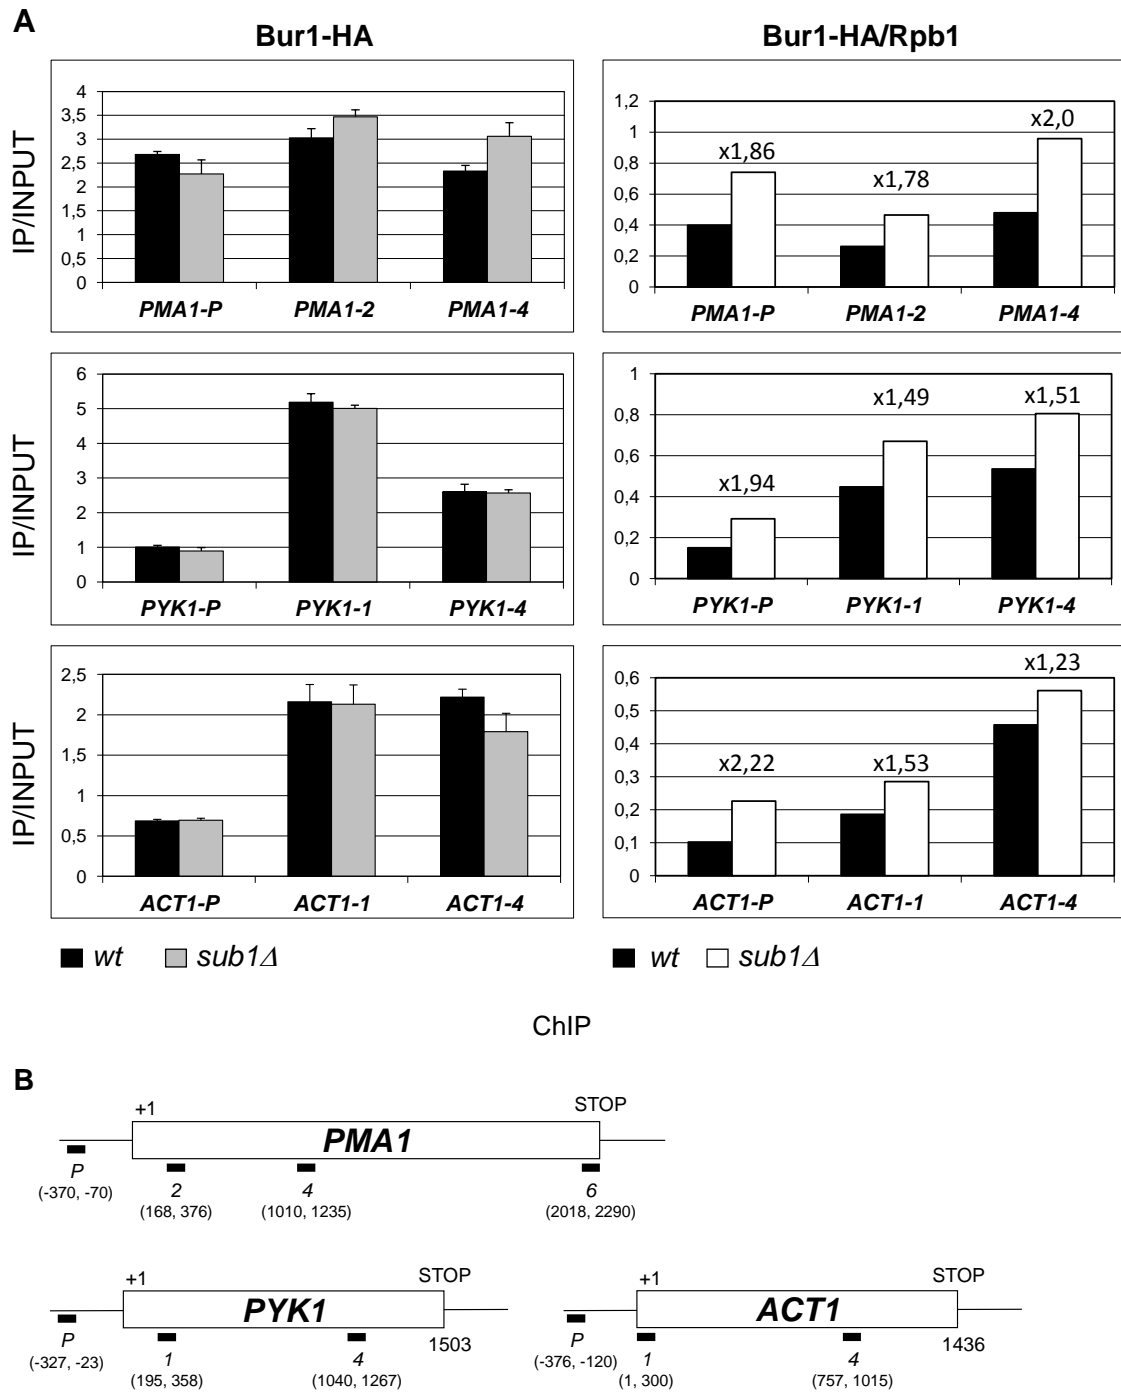 A
Bur1-HA
Bur1-HA/Rpb1
IP/INPUT
4
3,5
3
2,5
2
1,5
1
0,5
0
PMA1-P PMA1-2 PMA1-4
1,2
1
0,8
0,6
0,4
0,2
0
x1,86
x1,78
x2,0
PMA1-P PMA1-2 PMA1-4
IP/INPUT
6
5
4
3
2
1
0
PYK1-P PYK1-1 PYK1-4
1
0,8
0,6
0,4
0,2
0
x1,94
x1,49
x1,51
PYK1-P PYK1-1 PYK1-4
IP/INPUT
2,5
2
1,5
1
0,5
0
ACT1-P ACT1-1 ACT1-4
0,6
0,5
0,4
0,3
0,2
0,1
0
x2,22
x1,53
x1,23
ACT1-P ACT1-1 ACT1-4
wt sub1Δ
wt sub1Δ
ChIP
B
+1
STOP
PMA1
P
(-370, -70)
2
(168, 376)
4
(1010, 1235)
6
(2018, 2290)
+1
STOP
PYK1
1503
P
(-327, -23)
1
(195, 358)
4
(1040, 1267)
+1
STOP
ACT1
1436
P
(-376, -120)
1
(1, 300)
4
(757, 1015)